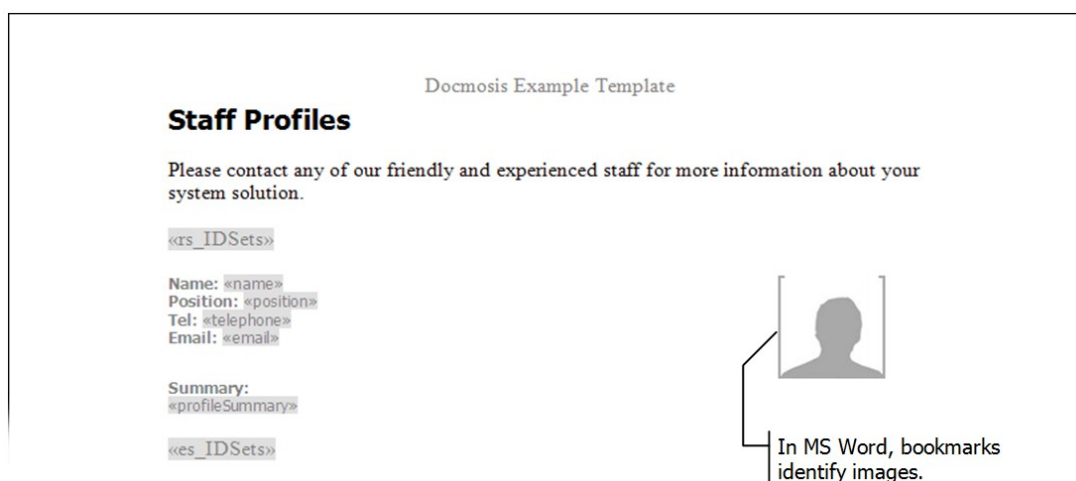 Docmosis Example Template
Staff Profiles
Please contact any of our friendly and experienced staff for more information about your
system solution.
«rs_IDSets»
Name: «name»
Position: «position»
Tel: «telephone»
Email: «email»
Summary:
«profileSummary»
«es_IDSets»
In MS Word, bookmarks
identify images.